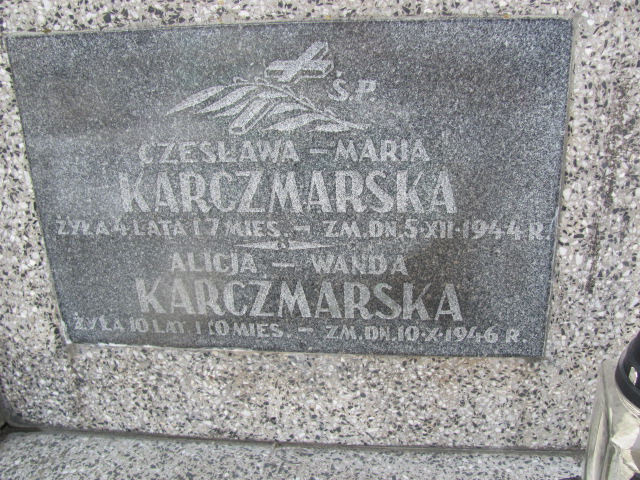 Ś.P.
CZESŁAWA – MARIA
KARCZMARSKA
ŻYŁA 4 LATA I 7 MIES. – ZM. DN. 5·XII·1944 R.
ALICJA – WANDA
KARCZMARSKA
ŻYŁA 10 LAT I 10 MIES. – ZM. DN. 10·X·1946 R.